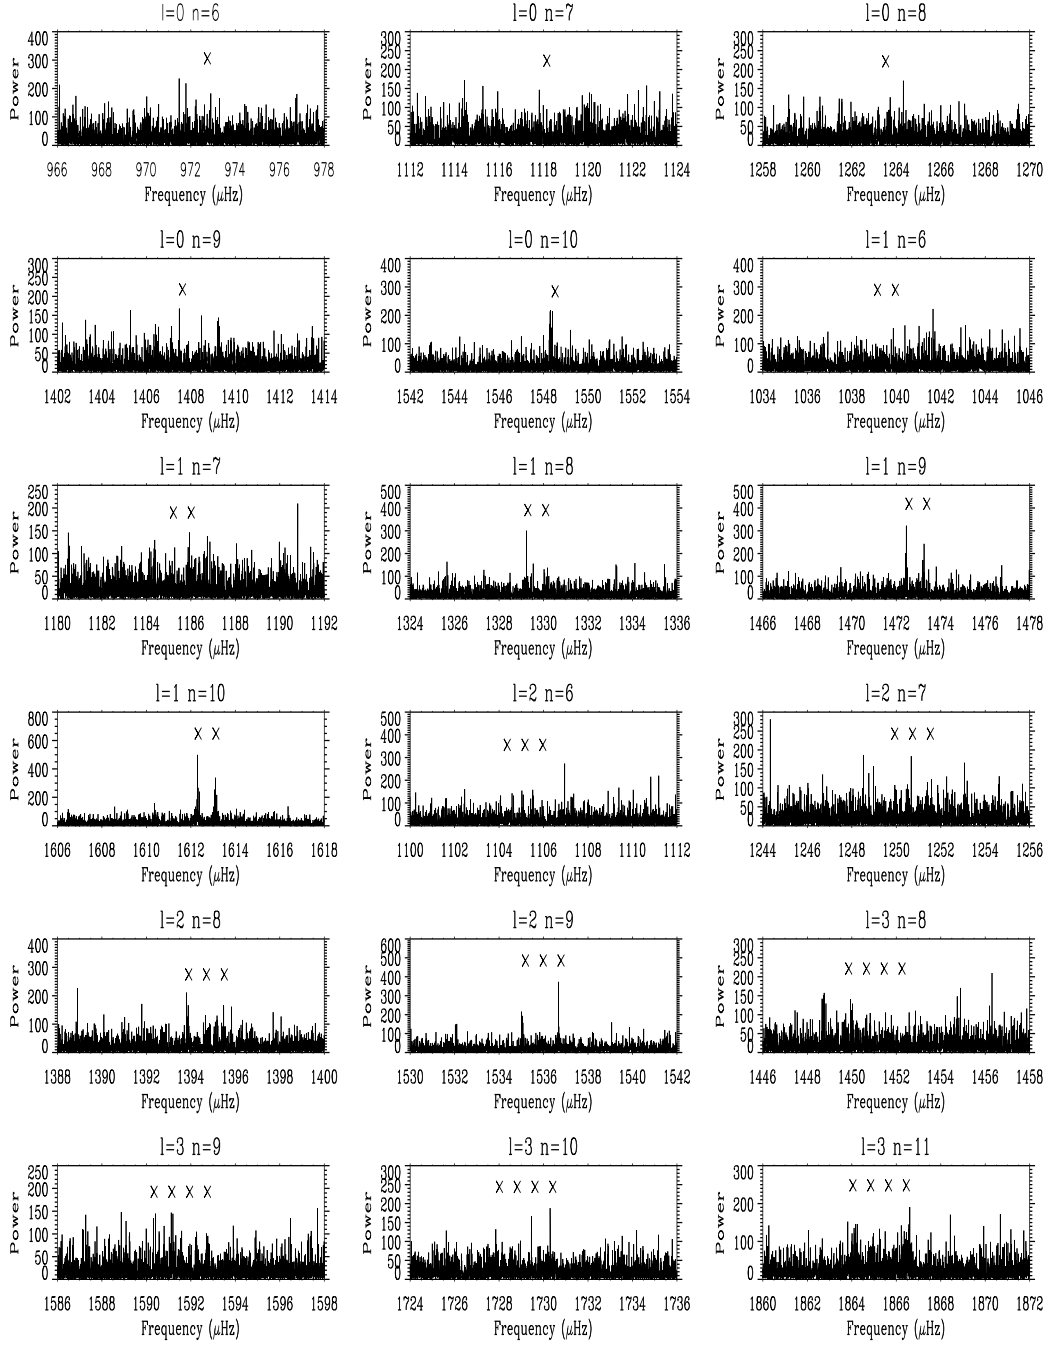 l=0 n=6
l=0 n=7
l=0 n=8
Power
400
300
200
100
0
966 968 970 972 974 976 978
Frequency (μHz)
Power
300
250
200
150
100
50
0
1112 1114 1116 1118 1120 1122 1124
Frequency (μHz)
Power
300
250
200
150
100
50
0
1258 1260 1262 1264 1266 1268 1270
Frequency (μHz)
l=0 n=9
l=0 n=10
l=1 n=6
Power
300
250
200
150
100
50
0
1402 1404 1406 1408 1410 1412 1414
Frequency (μHz)
Power
400
300
200
100
0
1542 1544 1546 1548 1550 1552 1554
Frequency (μHz)
Power
400
300
200
100
0
1034 1036 1038 1040 1042 1044 1046
Frequency (μHz)
l=1 n=7
l=1 n=8
l=1 n=9
Power
250
200
150
100
50
0
1180 1182 1184 1186 1188 1190 1192
Frequency (μHz)
Power
500
400
300
200
100
0
1324 1326 1328 1330 1332 1334 1336
Frequency (μHz)
Power
500
400
300
200
100
0
1466 1468 1470 1472 1474 1476 1478
Frequency (μHz)
l=1 n=10
l=2 n=6
l=2 n=7
Power
800
600
400
200
0
1606 1608 1610 1612 1614 1616 1618
Frequency (μHz)
Power
500
400
300
200
100
0
1100 1102 1104 1106 1108 1110 1112
Frequency (μHz)
Power
300
250
200
150
100
50
0
1244 1246 1248 1250 1252 1254 1256
Frequency (μHz)
l=2 n=8
l=2 n=9
l=3 n=8
Power
400
300
200
100
0
1388 1390 1392 1394 1396 1398 1400
Frequency (μHz)
Power
600
500
400
300
200
100
0
1530 1532 1534 1536 1538 1540 1542
Frequency (μHz)
Power
300
250
200
150
100
50
0
1446 1448 1450 1452 1454 1456 1458
Frequency (μHz)
l=3 n=9
l=3 n=10
l=3 n=11
Power
250
200
150
100
50
0
1586 1588 1590 1592 1594 1596 1598
Frequency (μHz)
Power
300
250
200
150
100
50
0
1724 1726 1728 1730 1732 1734 1736
Frequency (μHz)
Power
300
200
100
0
1860 1862 1864 1866 1868 1870 1872
Frequency (μHz)